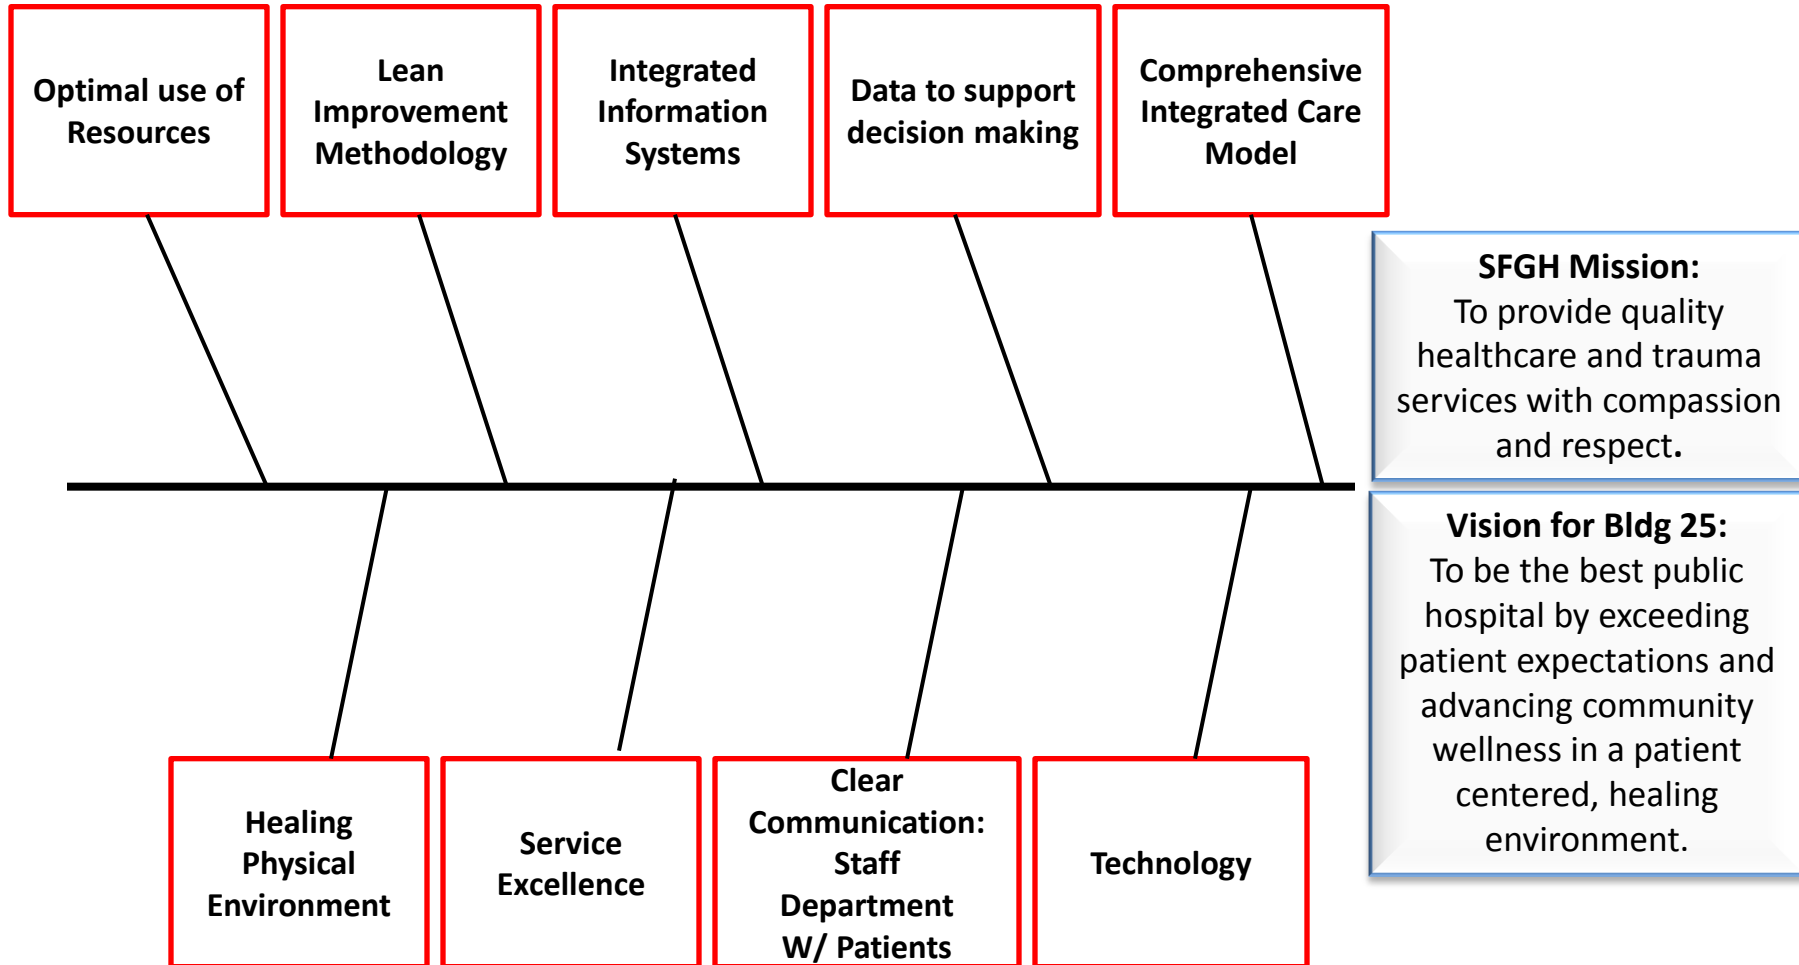 Optimal use of
Resources
Lean
Improvement
Methodology
Integrated
Information
Systems
Data to support
decision making
Comprehensive
Integrated Care
Model
SFGH Mission:
To provide quality
healthcare and trauma
services with compassion
and respect.
Vision for Bldg 25:
To be the best public
hospital by exceeding
patient expectations and
advancing community
wellness in a patient
centered, healing
environment.
Healing
Physical
Environment
Service
Excellence
Clear
Communication:
Staff
Department
W/ Patients
Technology